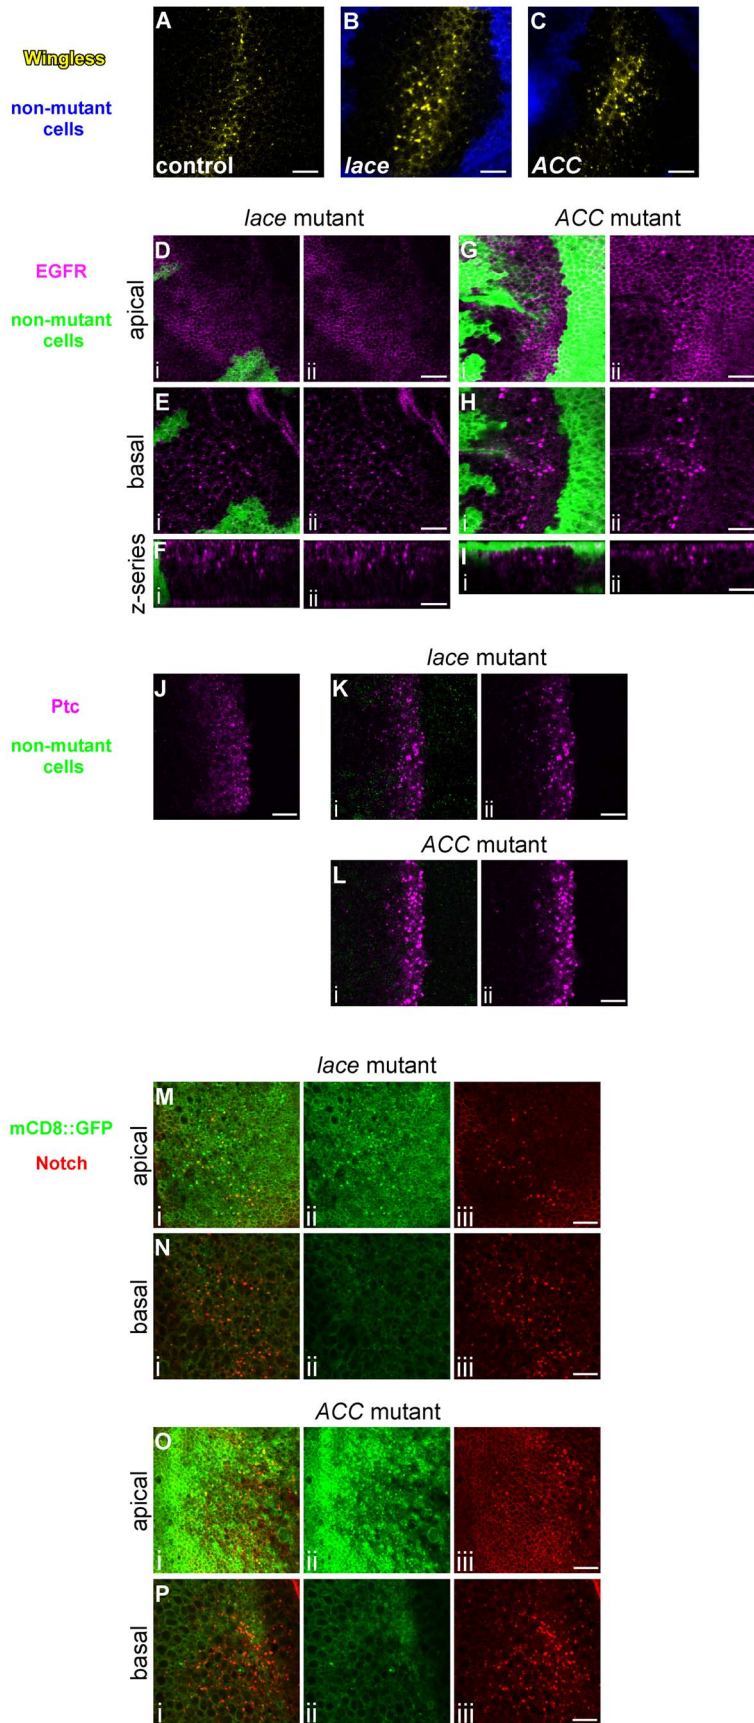 A B C
Wingless
non-mutant
cells
control lace ACC
lace mutant ACC mutant
D G
EGFR
non-mutant
cells
apical
i ii i ii
E H
basal
i ii i ii
F I
z-series
i ii i ii
lace mutant
J K
Ptc
non-mutant
cells
i ii
ACC mutant
L
i ii
lace mutant
M
mCD8::GFP
Notch
apical
i ii iii
N
basal
i ii iii
ACC mutant
O
apical
i ii iii
P
basal
i ii iii